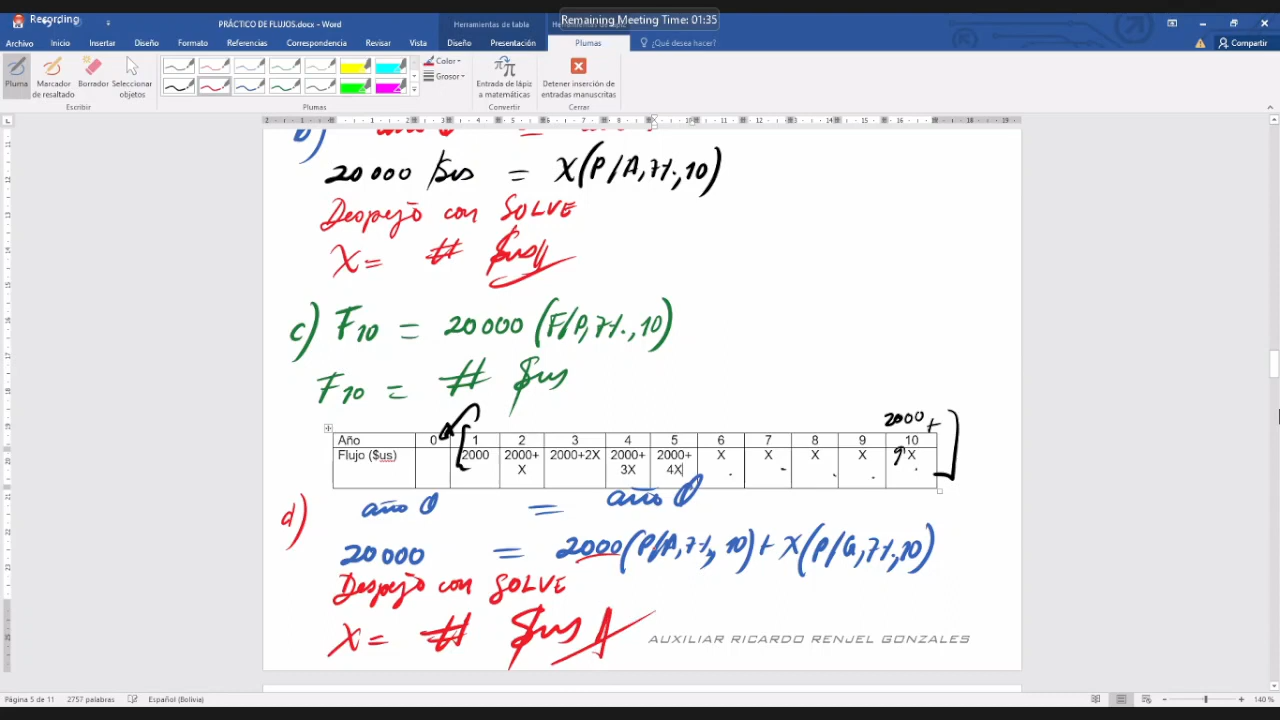 Recording
PRÁCTICO DE FLUJOS.docx - Word
Herramientas de tabla
Remaining Meeting Time: 01:35
Archivo Inicio Insertar Diseño Formato Referencias Correspondencia Revisar Vista Diseño Presentación Plumas ¿Qué desea hacer? Compartir
Pluma Marcador de resaltado Borrador Selección de objetos
Color
Grosor
Entrada de lápiz a matemáticas
Detener inserción de entradas manuscritas
Escribir Plumas Convertir Cerrar
b)
20 000 $us = X(P/A,7%,10)
Despejo con SOLVE
X = # $us
c) F10 = 20000 (F/P,7%,10)
F10 = # $us
2000 +
Año 0 1 2 3 4 5 6 7 8 9 10
Flujo ($us) 2000 2000+ X 2000+2X 2000+ 3X 2000+ 4X X X X X 9 X
d) año 0 = año 0
20000 = 2000(P/A,7%,10)+ X(P/G,7%,10)
Despejo con SOLVE
X = # $us
AUXILIAR RICARDO RENJEL GONZALES
Página 5 de 11 2757 palabras Español (Bolivia) 140 %